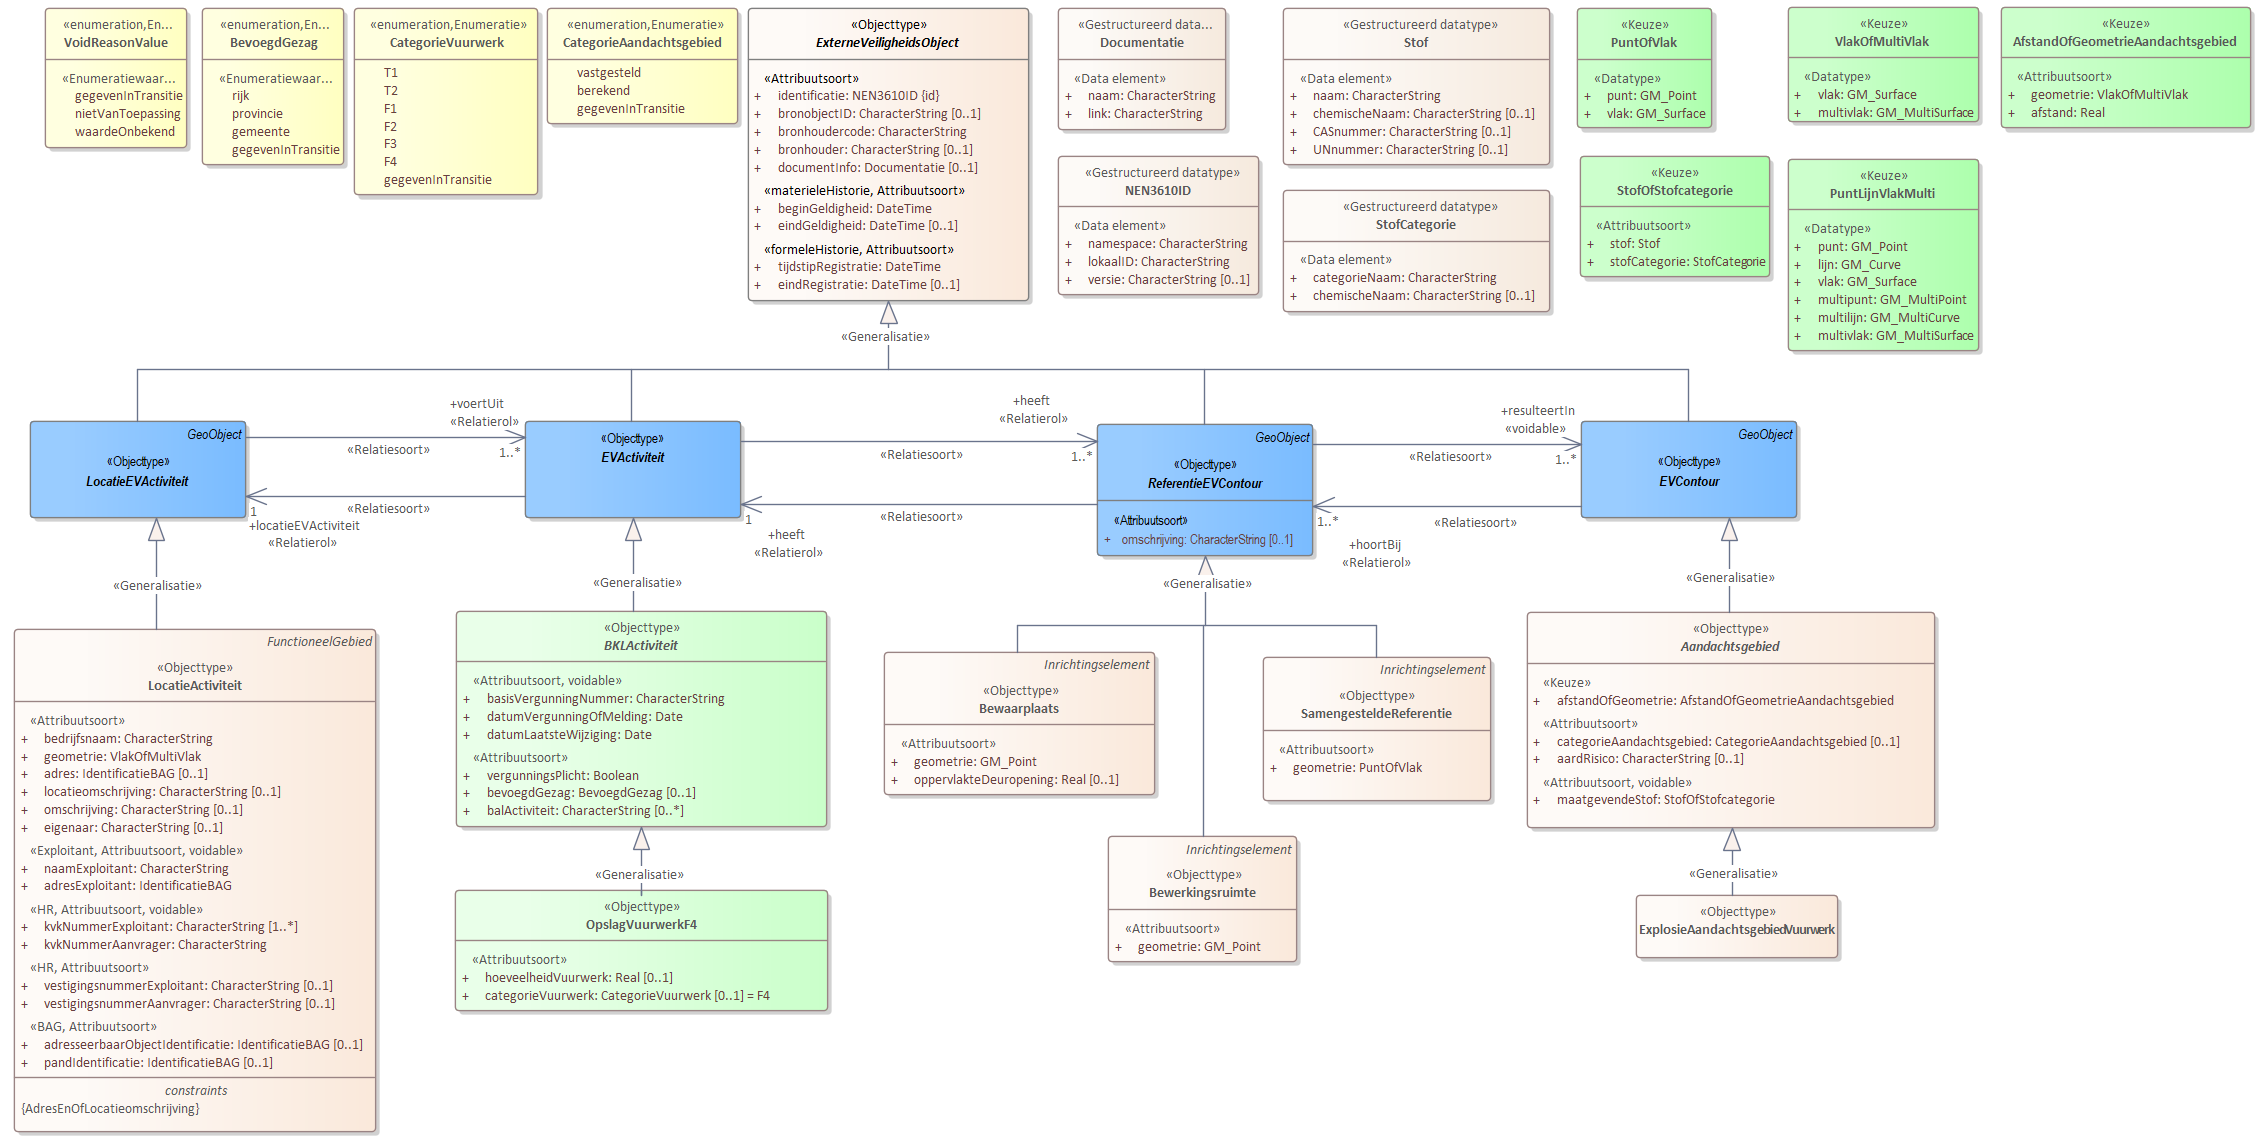 «enumeration,En...
VoidReasonValue
«Enumeratiewaar...
gegevenInTransitie
nietVanToepassing
waardeOnbekend
«enumeration,En...
BevoegdGezag
«Enumeratiewaar...
rijk
provincie
gemeente
gegevenInTransitie
«enumeration,Enumeratie»
CategorieVuurwerk
T1
T2
F1
F2
F3
F4
gegevenInTransitie
«enumeration,Enumeratie»
CategorieAandachtsgebied
vastgesteld
berekend
gegevenInTransitie
«Objecttype»
ExterneVeiligheidsObject
«Attribuutsoort»
+ identificatie: NEN3610ID {id}
+ bronobjectID: CharacterString [0..1]
+ bronhoudercode: CharacterString
+ bronhouder: CharacterString [0..1]
+ documentInfo: Documentatie [0..1]
«materieleHistorie, Attribuutsoort»
+ beginGeldigheid: DateTime
+ eindGeldigheid: DateTime [0..1]
«formeleHistorie, Attribuutsoort»
+ tijdstipRegistratie: DateTime
+ eindRegistratie: DateTime [0..1]
«Gestructureerd data...
Documentatie
«Data element»
+ naam: CharacterString
+ link: CharacterString
«Gestructureerd datatype»
NEN3610ID
«Data element»
+ namespace: CharacterString
+ lokaalID: CharacterString
+ versie: CharacterString [0..1]
«Gestructureerd datatype»
Stof
«Data element»
+ naam: CharacterString
+ chemischeNaam: CharacterString [0..1]
+ CASnummer: CharacterString [0..1]
+ UNnummer: CharacterString [0..1]
«Gestructureerd datatype»
StofCategorie
«Data element»
+ categorieNaam: CharacterString
+ chemischeNaam: CharacterString [0..1]
«Keuze»
PuntOfVlak
«Datatype»
+ punt: GM_Point
+ vlak: GM_Surface
«Keuze»
StofOfStofcategorie
«Attribuutsoort»
+ stof: Stof
+ stofCategorie: StofCategorie
«Keuze»
VlakOfMultiVlak
«Datatype»
+ vlak: GM_Surface
+ multivlak: GM_MultiSurface
«Keuze»
PuntLijnVlakMulti
«Datatype»
+ punt: GM_Point
+ lijn: GM_Curve
+ vlak: GM_Surface
+ multipunt: GM_MultiPoint
+ multilijn: GM_MultiCurve
+ multivlak: GM_MultiSurface
«Keuze»
AfstandOfGeometrieAandachtsgebied
«Attribuutsoort»
+ geometrie: VlakOfMultiVlak
+ afstand: Real
«Generalisatie»
GeoObject
«Objecttype»
LocatieEVActiviteit
+voertUit
«Relatierol»
«Relatiesoort»
1..*
«Relatiesoort»
1
+locatieEVActiviteit
«Relatierol»
«Objecttype»
EVActiviteit
+heeft
«Relatierol»
«Relatiesoort»
1..*
«Relatiesoort»
1
+heeft
«Relatierol»
GeoObject
«Objecttype»
ReferentieEVContour
«Attribuutsoort»
+ omschrijving: CharacterString [0..1]
+resulteertIn
«voidable»
«Relatiesoort»
1..*
«Relatiesoort»
1..*
+hoortBij
«Relatierol»
GeoObject
«Objecttype»
EVContour
«Generalisatie»
«Generalisatie»
«Generalisatie»
«Generalisatie»
FunctioneelGebied
«Objecttype»
LocatieActiviteit
«Attribuutsoort»
+ bedrijfsnaam: CharacterString
+ geometrie: VlakOfMultiVlak
+ adres: IdentificatieBAG [0..1]
+ locatieomschrijving: CharacterString [0..1]
+ omschrijving: CharacterString [0..1]
+ eigenaar: CharacterString [0..1]
«Exploitant, Attribuutsoort, voidable»
+ naamExploitant: CharacterString
+ adresExploitant: IdentificatieBAG
«HR, Attribuutsoort, voidable»
+ kvkNummerExploitant: CharacterString [1..*]
+ kvkNummerAanvrager: CharacterString
«HR, Attribuutsoort»
+ vestigingsnummerExploitant: CharacterString [0..1]
+ vestigingsnummerAanvrager: CharacterString [0..1]
«BAG, Attribuutsoort»
+ adresseerbaarObjectIdentificatie: IdentificatieBAG [0..1]
+ pandIdentificatie: IdentificatieBAG [0..1]
constraints
{AdresEnOfLocatieomschrijving}
«Objecttype»
BKLActiviteit
«Attribuutsoort, voidable»
+ basisVergunningNummer: CharacterString
+ datumVergunningOfMelding: Date
+ datumLaatsteWijziging: Date
«Attribuutsoort»
+ vergunningsPlicht: Boolean
+ bevoegdGezag: BevoegdGezag [0..1]
+ balActiviteit: CharacterString [0..*]
«Generalisatie»
«Objecttype»
OpslagVuurwerkF4
«Attribuutsoort»
+ hoeveelheidVuurwerk: Real [0..1]
+ categorieVuurwerk: CategorieVuurwerk [0..1] = F4
Inrichtingselement
«Objecttype»
Bewaarplaats
«Attribuutsoort»
+ geometrie: GM_Point
+ oppervlakteDeuropening: Real [0..1]
Inrichtingselement
«Objecttype»
SamengesteldeReferentie
«Attribuutsoort»
+ geometrie: PuntOfVlak
Inrichtingselement
«Objecttype»
Bewerkingsruimte
«Attribuutsoort»
+ geometrie: GM_Point
«Objecttype»
Aandachtsgebied
«Keuze»
+ afstandOfGeometrie: AfstandOfGeometrieAandachtsgebied
«Attribuutsoort»
+ categorieAandachtsgebied: CategorieAandachtsgebied [0..1]
+ aardRisico: CharacterString [0..1]
«Attribuutsoort, voidable»
+ maatgevendeStof: StofOfStofcategorie
«Generalisatie»
«Objecttype»
ExplosieAandachtsgebiedVuurwerk